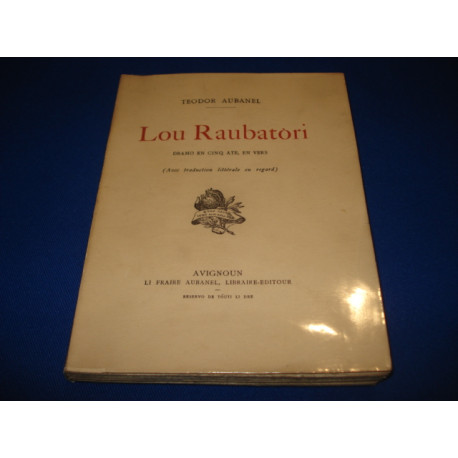 TEODOR AUBANEL
Lou Raubatòri
DRAMO EN CINQ ATE, EN VERS
(Avec traduction littérale en regard)
AVIGNOUN
LI FRAIRE AUBANEL, LIBRAIRE-EDITOUR